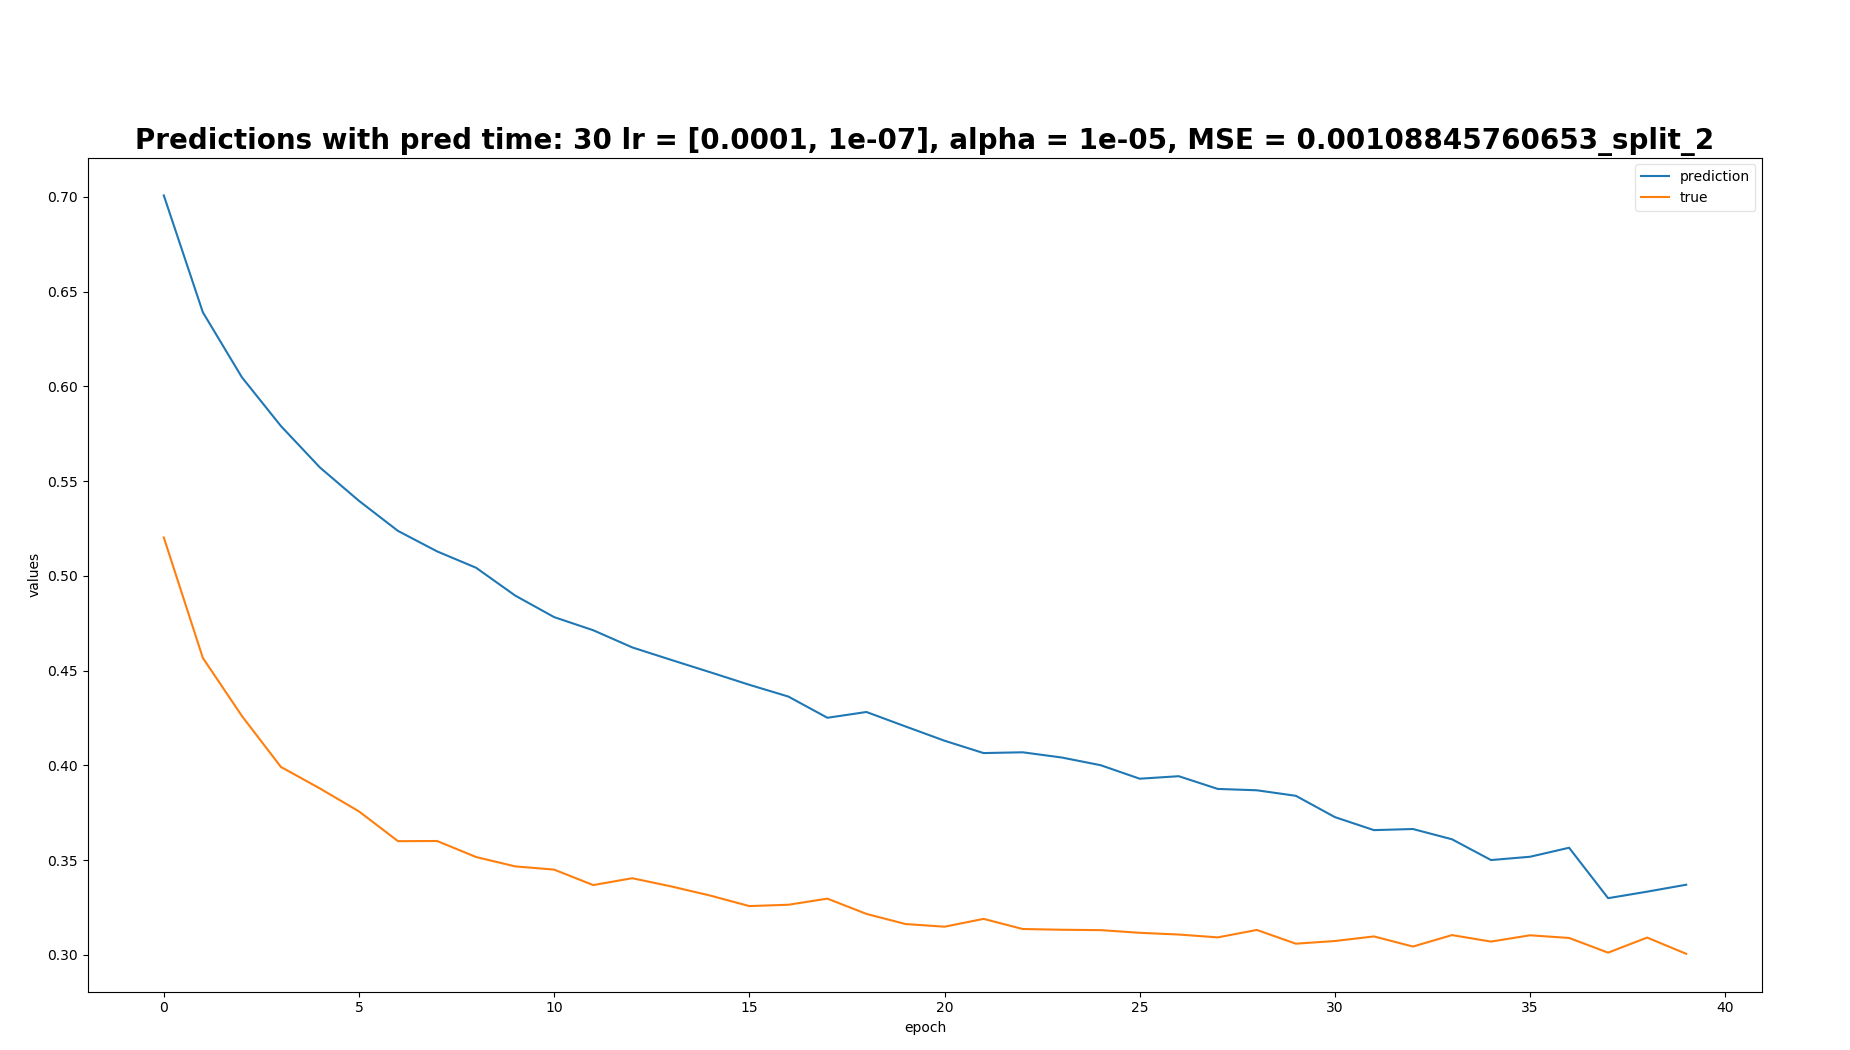 Predictions with pred time: 30 lr = [0.0001, 1e-07], alpha = 1e-05, MSE = 0.00108845760653_split_2
prediction
true
0.70
0.65
0.60
0.55
0.50
0.45
0.40
0.35
0.30
values
0 5 10 15 20 25 30 35 40
epoch